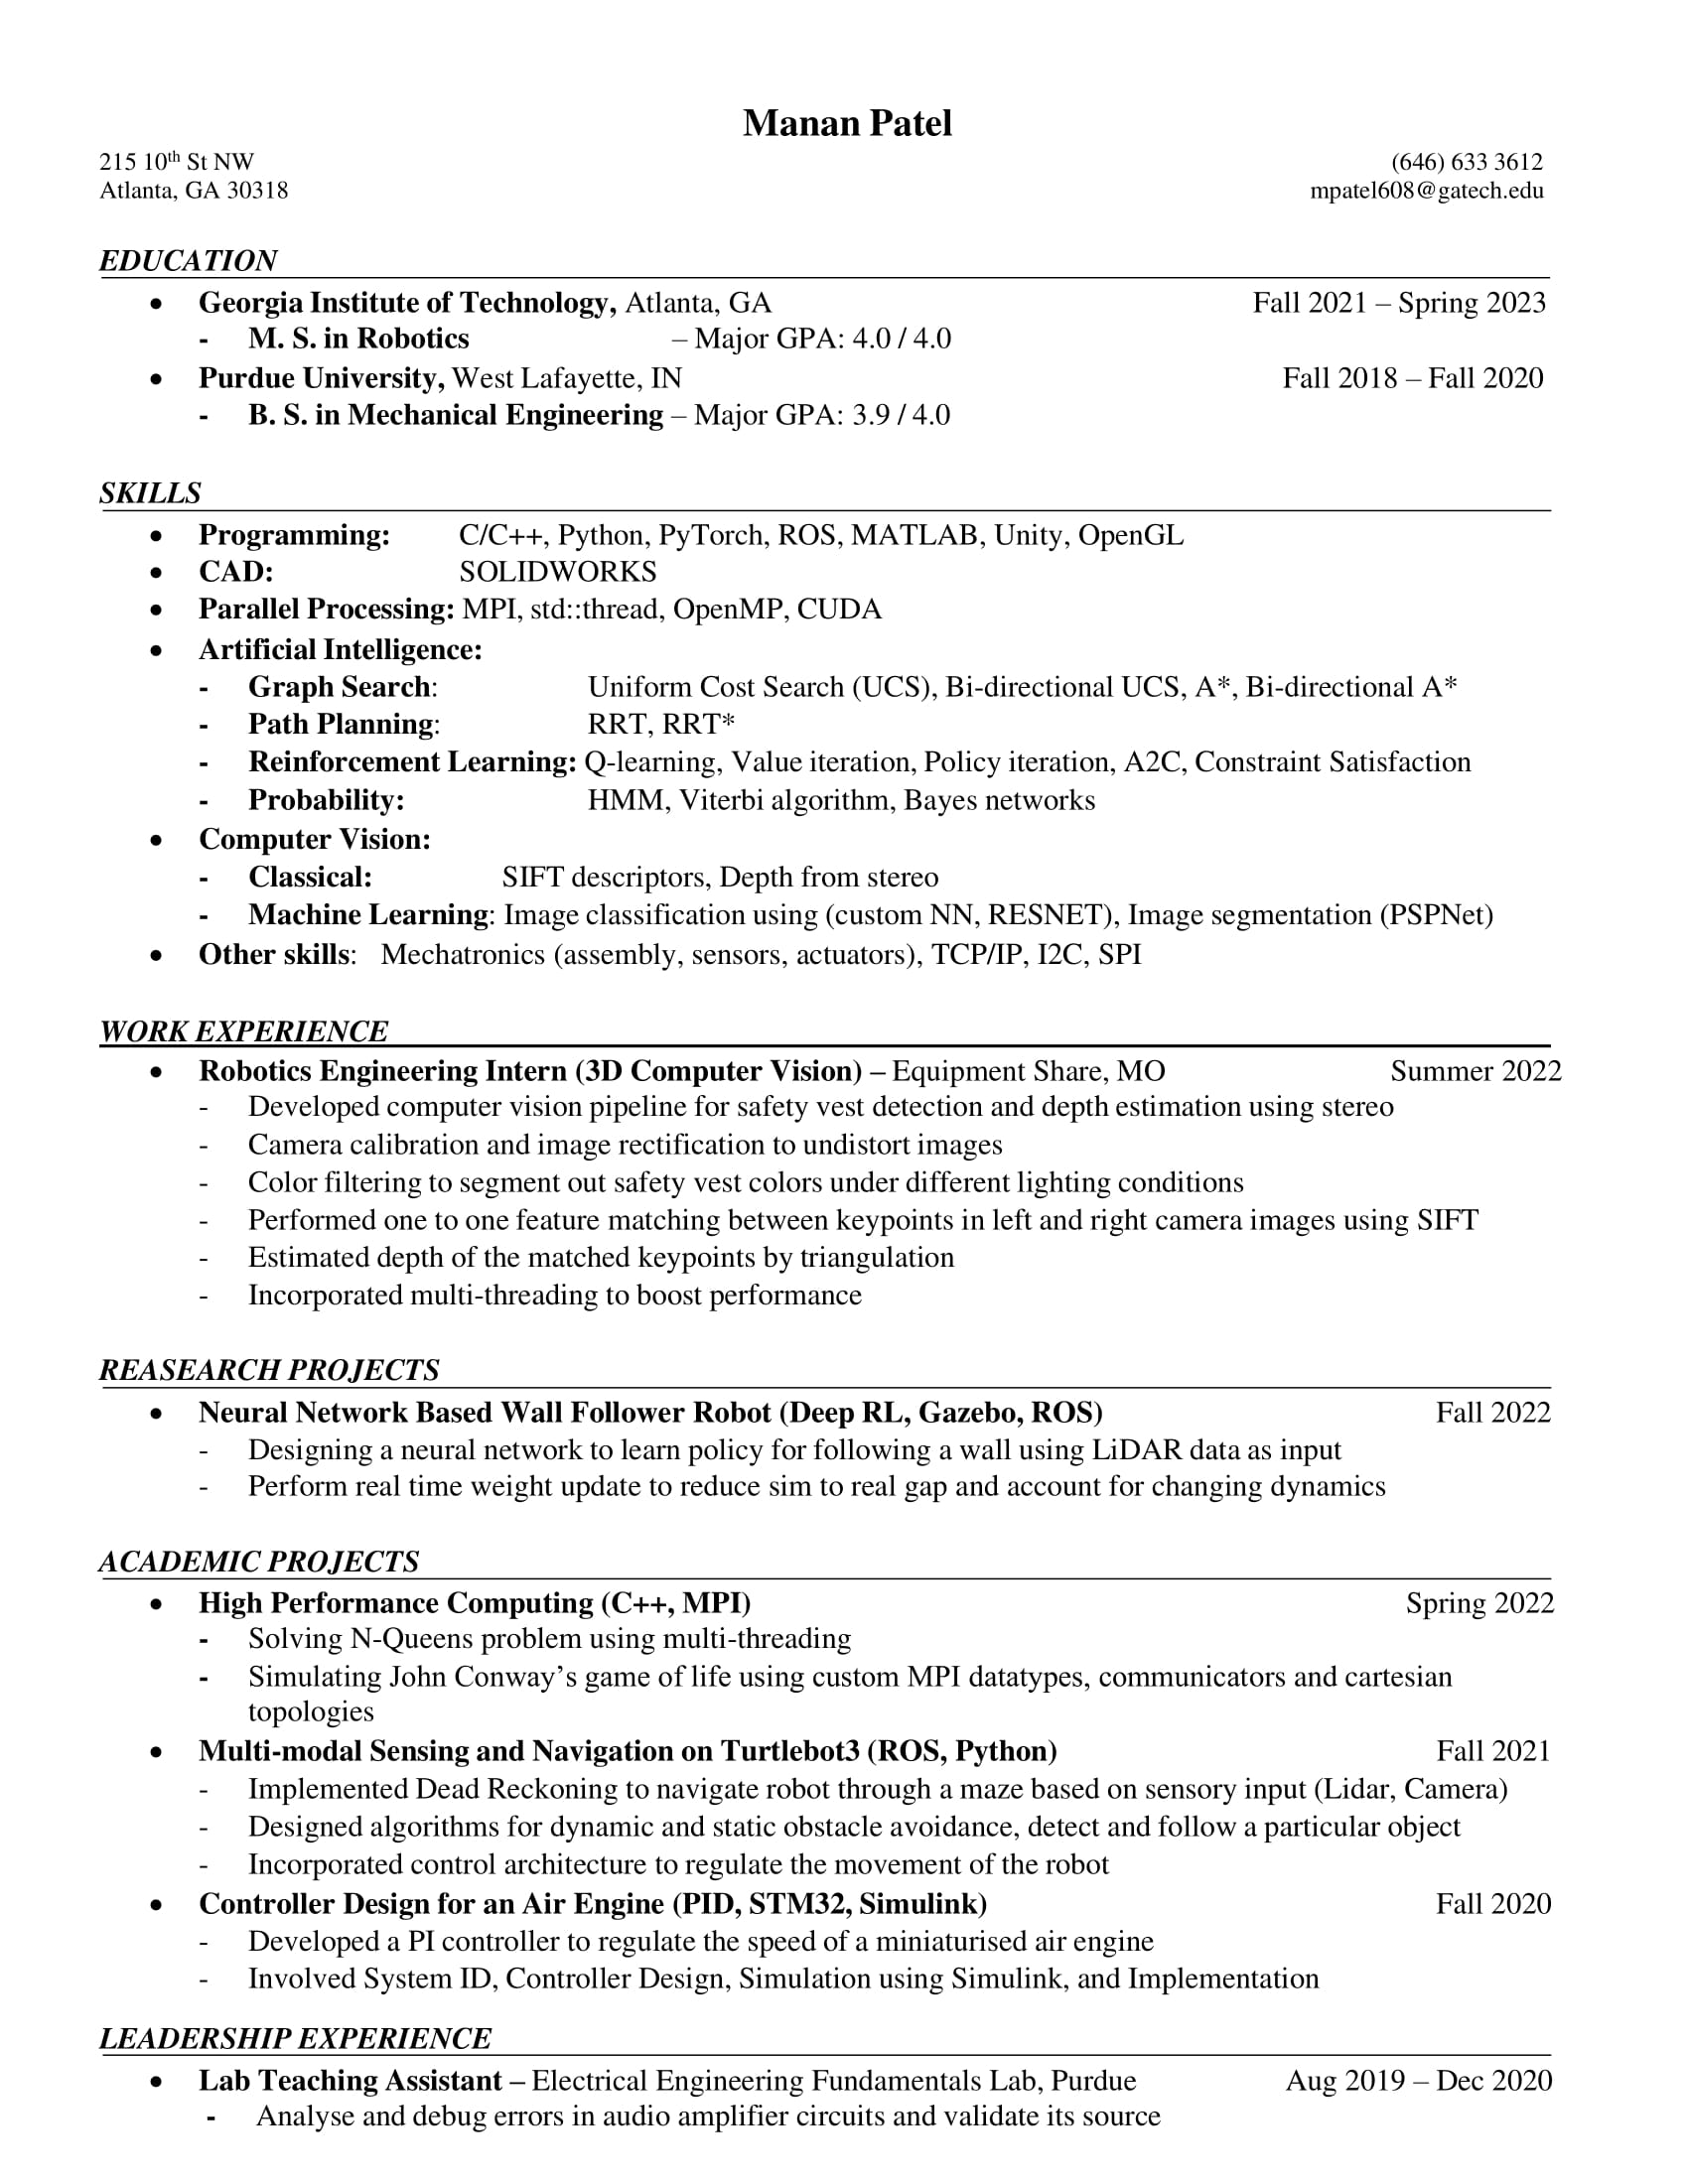 Manan Patel
215 10th St NW (646) 633 3612
Atlanta, GA 30318 mpatel608@gatech.edu
EDUCATION
• Georgia Institute of Technology, Atlanta, GA Fall 2021 – Spring 2023
- M. S. in Robotics – Major GPA: 4.0 / 4.0
• Purdue University, West Lafayette, IN Fall 2018 – Fall 2020
- B. S. in Mechanical Engineering – Major GPA: 3.9 / 4.0
SKILLS
• Programming: C/C++, Python, PyTorch, ROS, MATLAB, Unity, OpenGL
• CAD: SOLIDWORKS
• Parallel Processing: MPI, std::thread, OpenMP, CUDA
• Artificial Intelligence:
- Graph Search: Uniform Cost Search (UCS), Bi-directional UCS, A*, Bi-directional A*
- Path Planning: RRT, RRT*
- Reinforcement Learning: Q-learning, Value iteration, Policy iteration, A2C, Constraint Satisfaction
- Probability: HMM, Viterbi algorithm, Bayes networks
• Computer Vision:
- Classical: SIFT descriptors, Depth from stereo
- Machine Learning: Image classification using (custom NN, RESNET), Image segmentation (PSPNet)
• Other skills: Mechatronics (assembly, sensors, actuators), TCP/IP, I2C, SPI
WORK EXPERIENCE
• Robotics Engineering Intern (3D Computer Vision) – Equipment Share, MO Summer 2022
- Developed computer vision pipeline for safety vest detection and depth estimation using stereo
- Camera calibration and image rectification to undistort images
- Color filtering to segment out safety vest colors under different lighting conditions
- Performed one to one feature matching between keypoints in left and right camera images using SIFT
- Estimated depth of the matched keypoints by triangulation
- Incorporated multi-threading to boost performance
REASEARCH PROJECTS
• Neural Network Based Wall Follower Robot (Deep RL, Gazebo, ROS) Fall 2022
- Designing a neural network to learn policy for following a wall using LiDAR data as input
- Perform real time weight update to reduce sim to real gap and account for changing dynamics
ACADEMIC PROJECTS
• High Performance Computing (C++, MPI) Spring 2022
- Solving N-Queens problem using multi-threading
- Simulating John Conway’s game of life using custom MPI datatypes, communicators and cartesian
topologies
• Multi-modal Sensing and Navigation on Turtlebot3 (ROS, Python) Fall 2021
- Implemented Dead Reckoning to navigate robot through a maze based on sensory input (Lidar, Camera)
- Designed algorithms for dynamic and static obstacle avoidance, detect and follow a particular object
- Incorporated control architecture to regulate the movement of the robot
• Controller Design for an Air Engine (PID, STM32, Simulink) Fall 2020
- Developed a PI controller to regulate the speed of a miniaturised air engine
- Involved System ID, Controller Design, Simulation using Simulink, and Implementation
LEADERSHIP EXPERIENCE
• Lab Teaching Assistant – Electrical Engineering Fundamentals Lab, Purdue Aug 2019 – Dec 2020
- Analyse and debug errors in audio amplifier circuits and validate its source